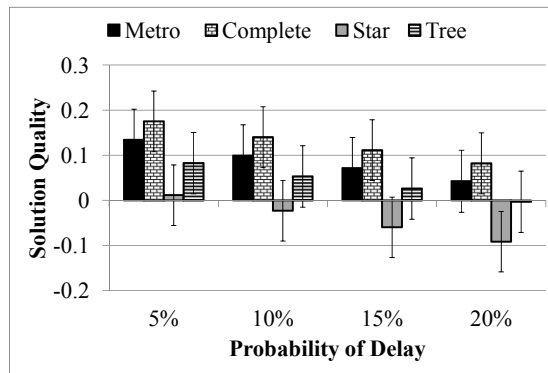 Metro Complete Star Tree
0.3
0.2
0.1
0
-0.1
-0.2
Solution Quality
5% 10% 15% 20%
Probability of Delay